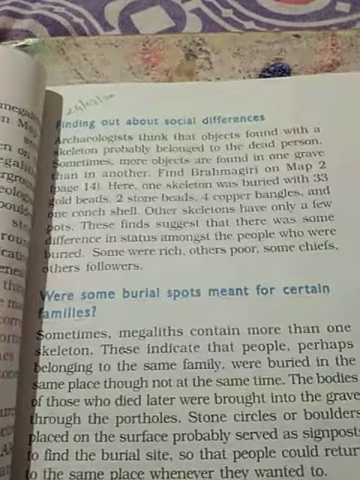 Finding out about social differences
Archaeologists think that objects found with a
skeleton probably belonged to the dead person.
Sometimes, more objects are found in one grave
than in another. Find Brahmagiri on Map 2
(page 14). Here, one skeleton was buried with 33
gold beads, 2 stone beads, 4 copper bangles, and
one conch shell. Other skeletons have only a few
pots. These finds suggest that there was some
difference in status amongst the people who were
buried. Some were rich, others poor, some chiefs,
others followers.
Were some burial spots meant for certain
families?
Sometimes, megaliths contain more than one
skeleton. These indicate that people, perhaps
belonging to the same family, were buried in the
same place though not at the same time. The bodies
of those who died later were brought into the grave
through the portholes. Stone circles or boulders
placed on the surface probably served as signpost
to find the burial site, so that people could return
to the same place whenever they wanted to.